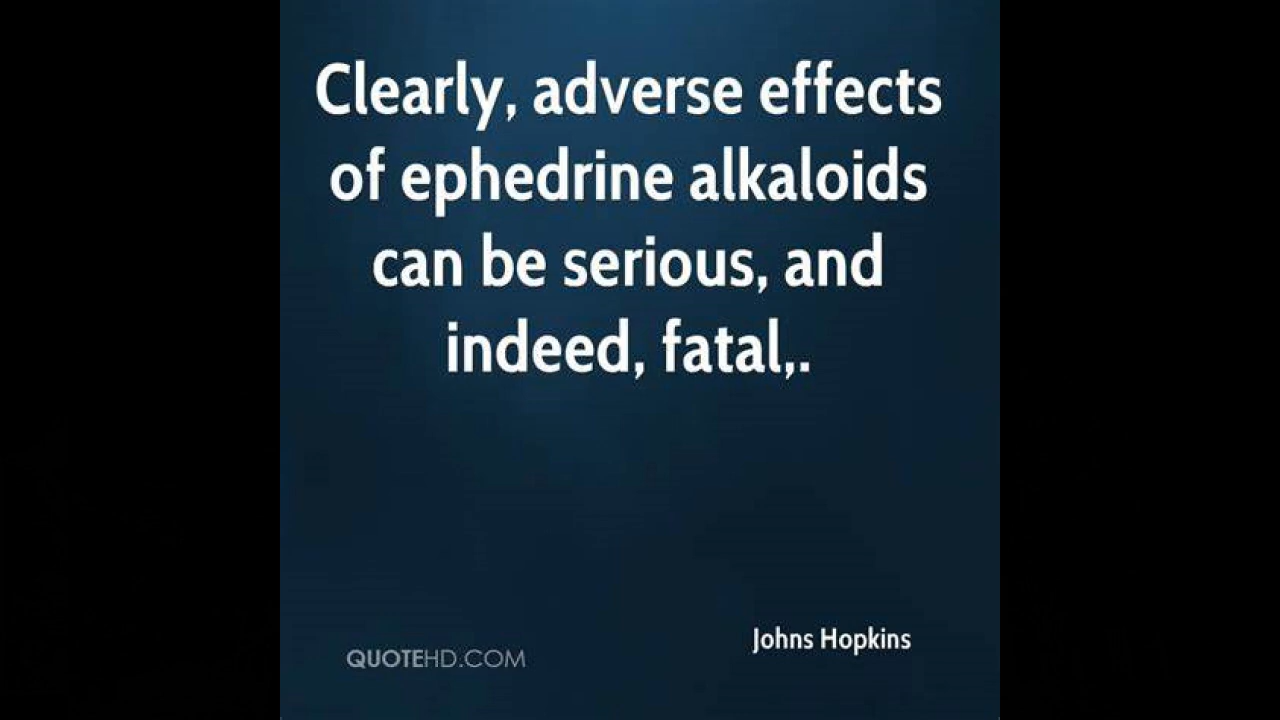 Clearly, adverse effects
of ephedrine alkaloids
can be serious, and
indeed, fatal,.
Johns Hopkins
QUOTEHD.COM